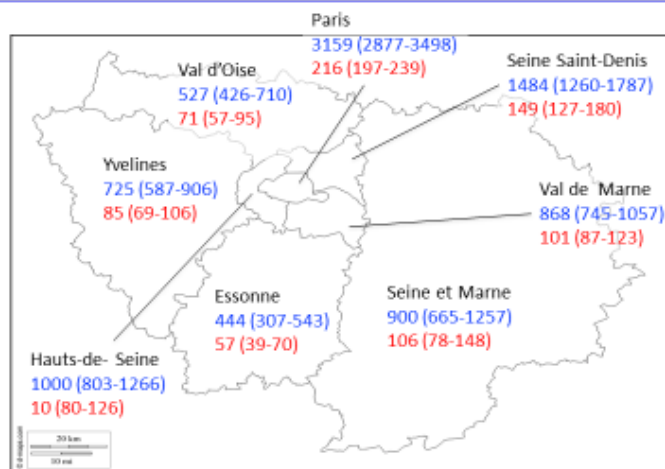 Paris
3159 (2877-3498)
216 (197-239)
Val d'Oise
527 (426-710)
71 (57-95)
Seine Saint-Denis
1484 (1260-1787)
149 (127-180)
Yvelines
725 (587-906)
85 (69-106)
Val de Marne
868 (745-1057)
101 (87-123)
Essonne
444 (307-543)
57 (39-70)
Seine et Marne
900 (665-1257)
106 (78-148)
Hauts-de- Seine
1000 (803-1266)
10 (80-126)
20 km
10 mi
© d-maps.com